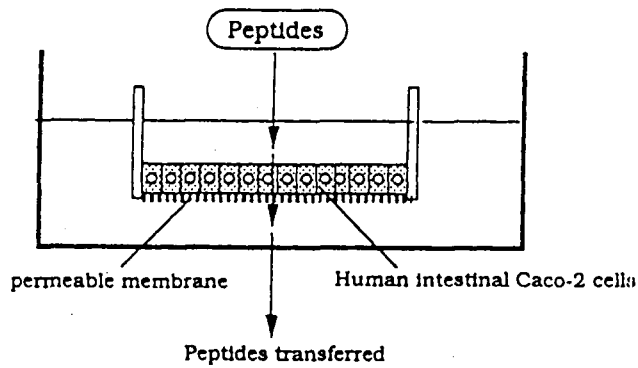 Peptides
permeable membrane
Human intestinal Caco-2 cells
Peptides transferred